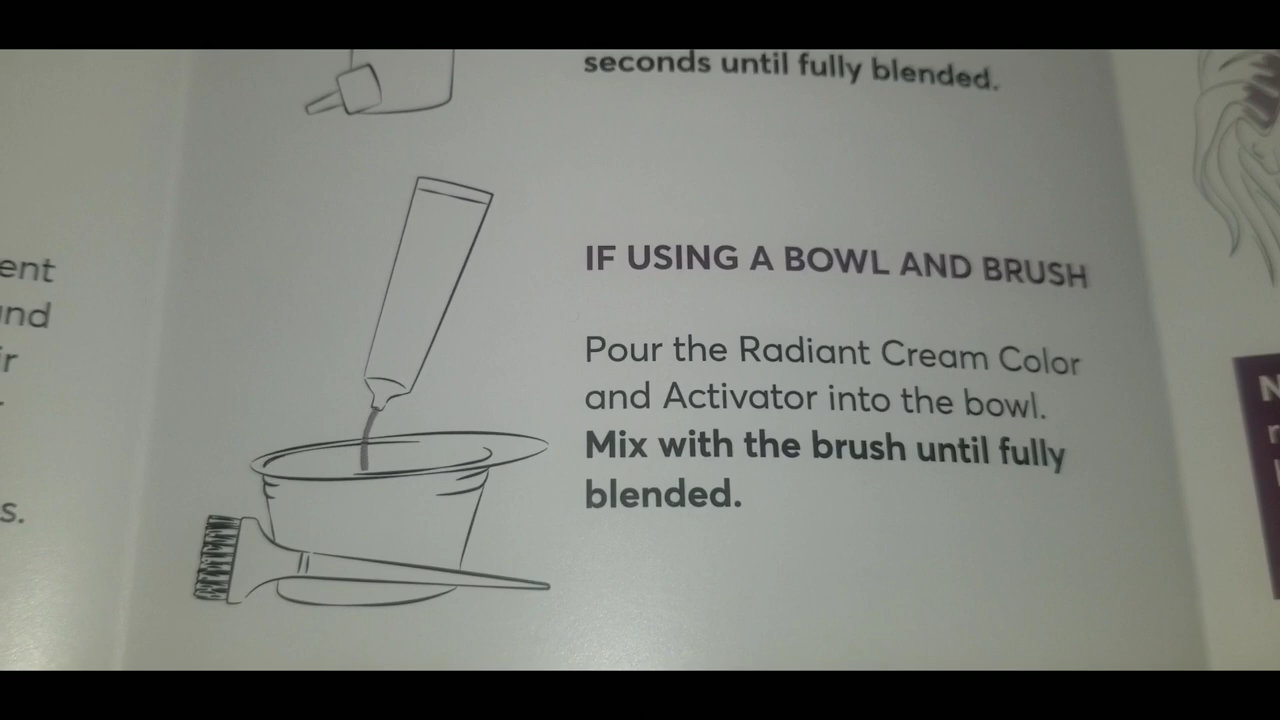 seconds until fully blended.
IF USING A BOWL AND BRUSH
Pour the Radiant Cream Color
and Activator into the bowl.
Mix with the brush until fully
blended.